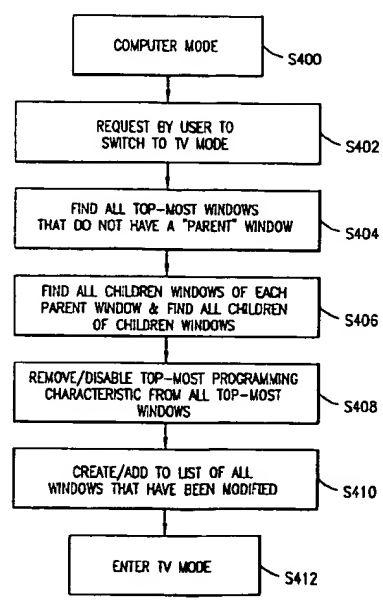 COMPUTER MODE
S400
REQUEST BY USER TO
SWITCH TO TV MODE
S402
FIND ALL TOP-MOST WINDOWS
THAT DO NOT HAVE A "PARENT" WINDOW
S404
FIND ALL CHILDREN WINDOWS OF EACH
PARENT WINDOW & FIND ALL CHILDREN
OF CHILDREN WINDOWS
S406
REMOVE/DISABLE TOP-MOST PROGRAMMING
CHARACTERISTIC FROM ALL TOP-MOST
WINDOWS
S408
CREATE/ADD TO LIST OF ALL
WINDOWS THAT HAVE BEEN MODIFIED
S410
ENTER TV MODE
S412